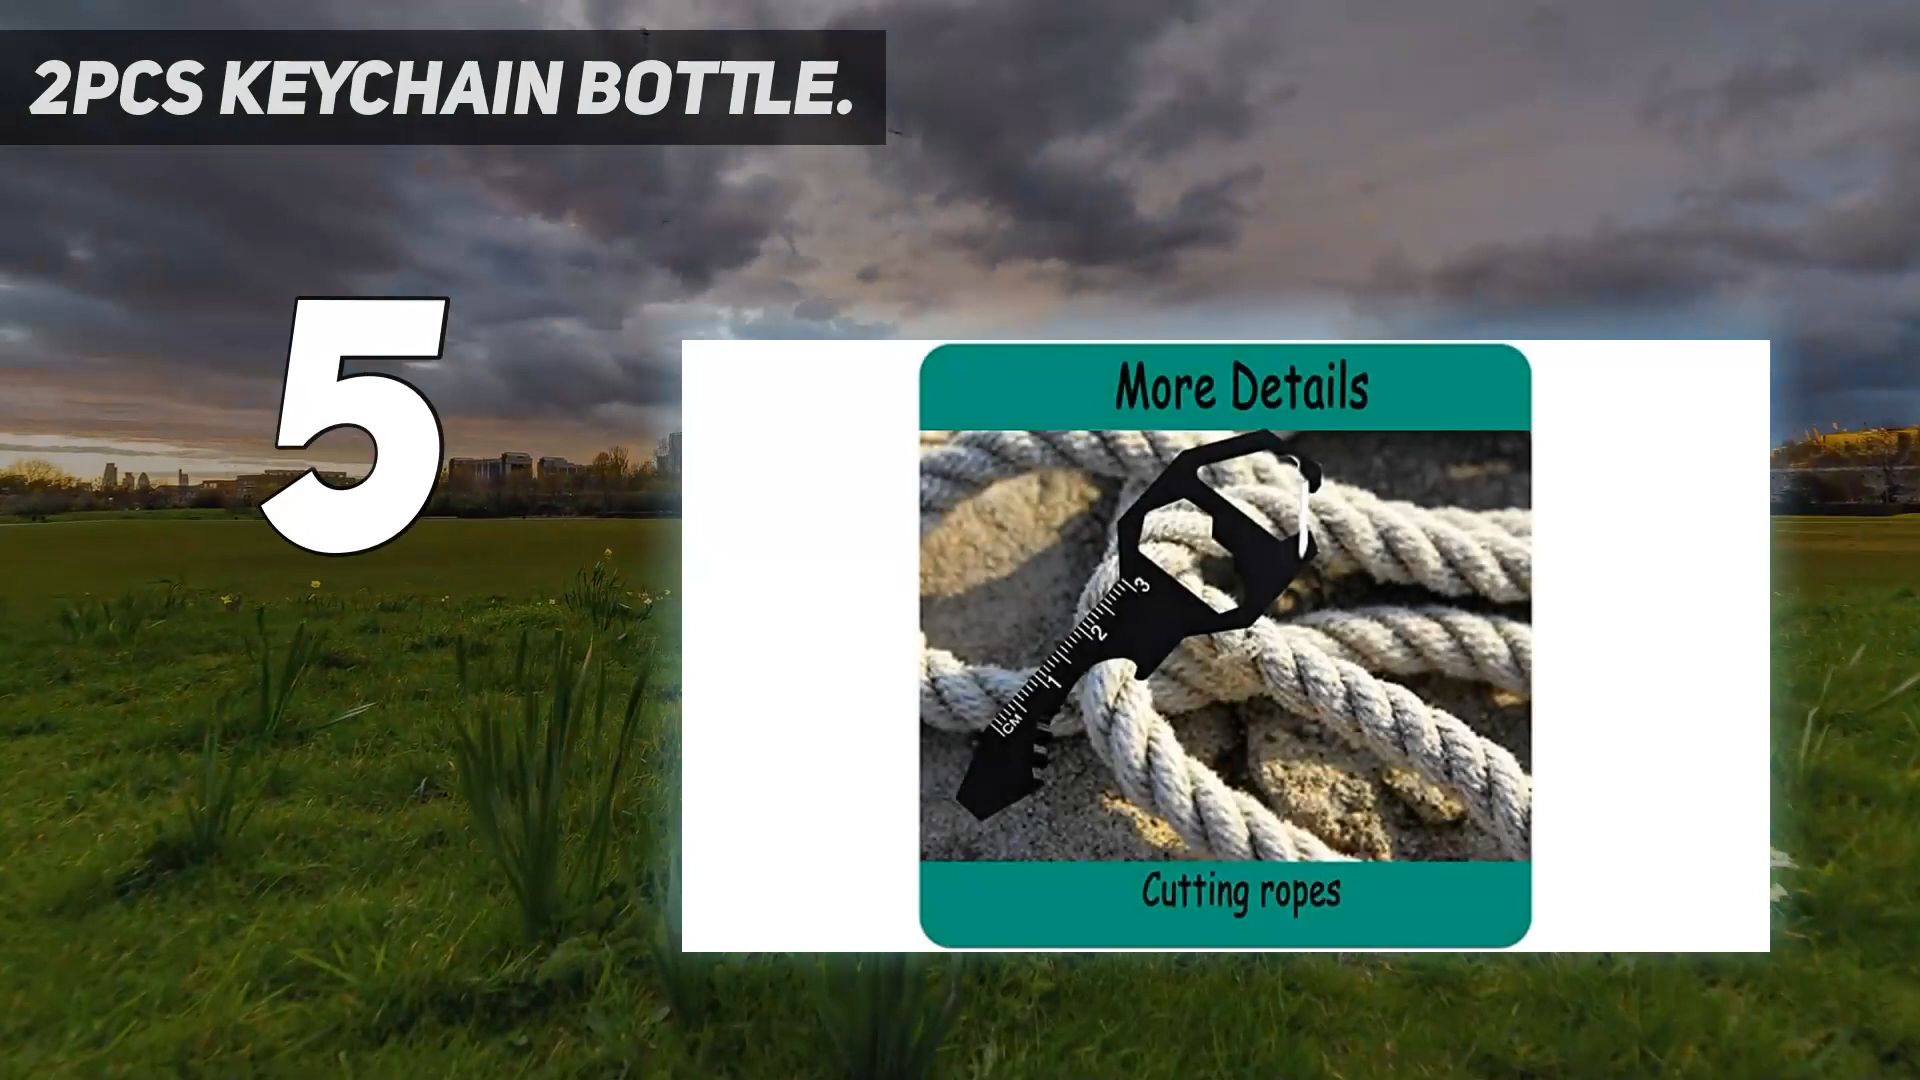 2PCS KEYCHAIN BOTTLE.
5
More Details
3
2
1
CM
Cutting ropes